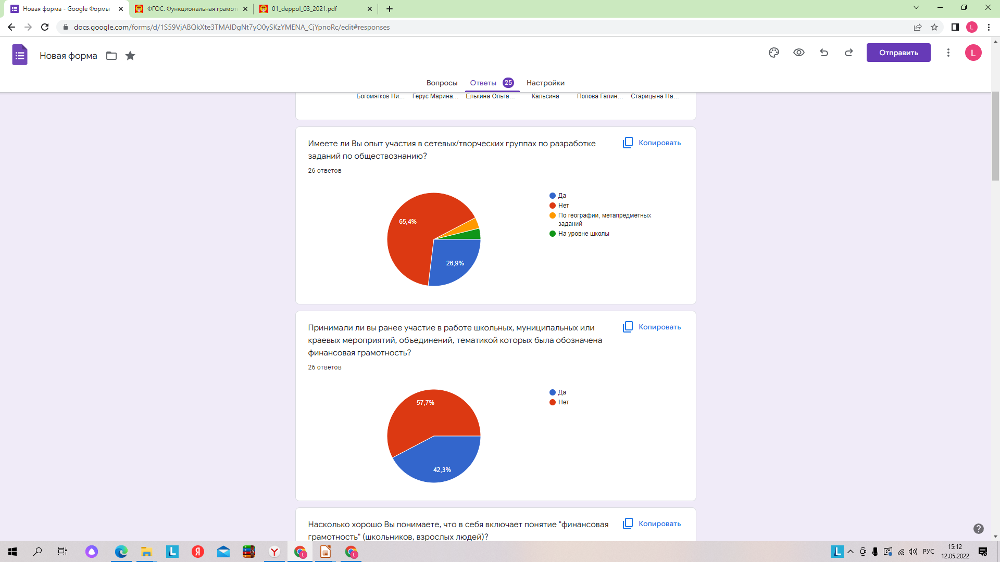 Новая форма - Google Формы
ФГОС. Функциональная грамотн
01_deppol_03_2021.pdf
docs.google.com/forms/d/1S59VjABQkXte3TMAIDgNt7yO0ySKzYMENA_CjYpnoRc/edit#responses
L
Новая форма
Отправить
L
Вопросы
Ответы 25
Настройки
Богомягков Ни...
Герус Марина...
Елькина Ольга...
Кальсина
Попова Галин...
Старицына На...
Имеете ли Вы опыт участия в сетевых/творческих группах по разработке
заданий по обществознанию?
Копировать
26 ответов
65,4%
26,9%
Да
Нет
По географии, метапредметных
заданий
На уровне школы
Принимали ли вы ранее участие в работе школьных, муниципальных или
краевых мероприятий, объединений, тематикой которых была обозначена
финансовая грамотность?
Копировать
26 ответов
57,7%
42,3%
Да
Нет
Насколько хорошо Вы понимаете, что в себя включает понятие "финансовая
грамотность" (школьников, взрослых людей)?
Копировать
L
Я
Y
L
L
L
РУС
15:12
12.05.2022